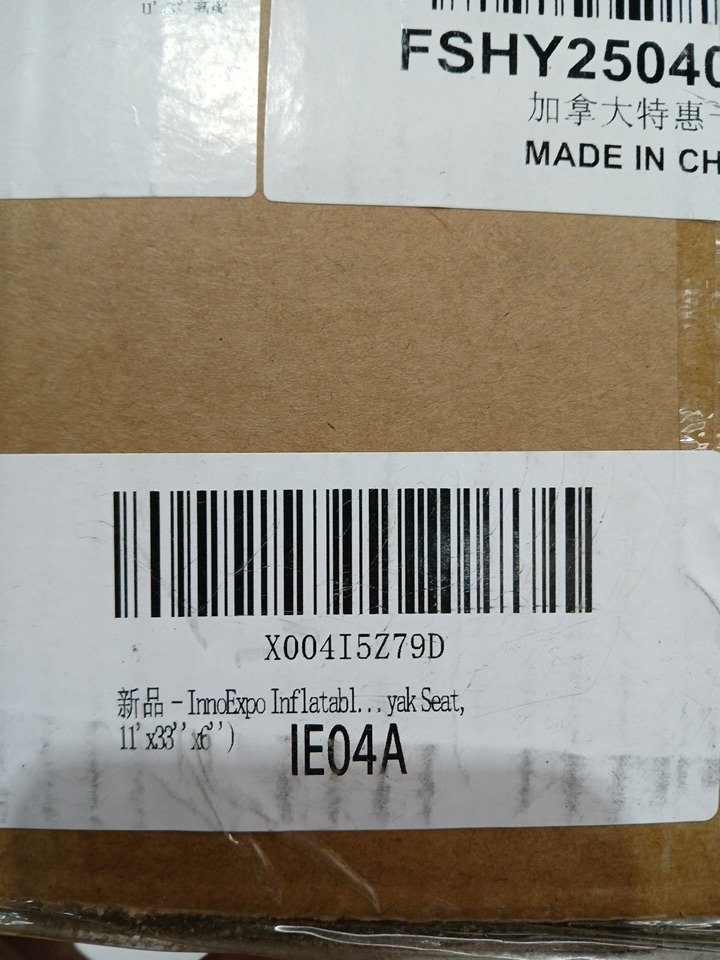 FSHY25040
加拿大特惠
MADE IN CH
X004I5Z79D
新品 - InnoExpo Inflatabl... yak Seat,
11'x33''x6'')
IE04A